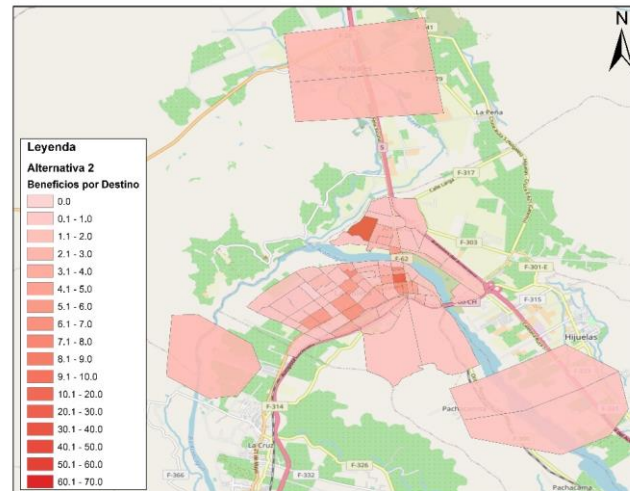 N
La Peña
F-317
Calle Larga
F-303
F-62
F-301-E
F-315
Hijuelas
F-314
La Cruz
F-366
F-332
F-326
Pachacama
5
Leyenda
Alternativa 2
Beneficios por Destino
0.0
0.1 - 1.0
1.1 - 2.0
2.1 - 3.0
3.1 - 4.0
4.1 - 5.0
5.1 - 6.0
6.1 - 7.0
7.1 - 8.0
8.1 - 9.0
9.1 - 10.0
10.1 - 20.0
20.1 - 30.0
30.1 - 40.0
40.1 - 50.0
50.1 - 60.0
60.1 - 70.0